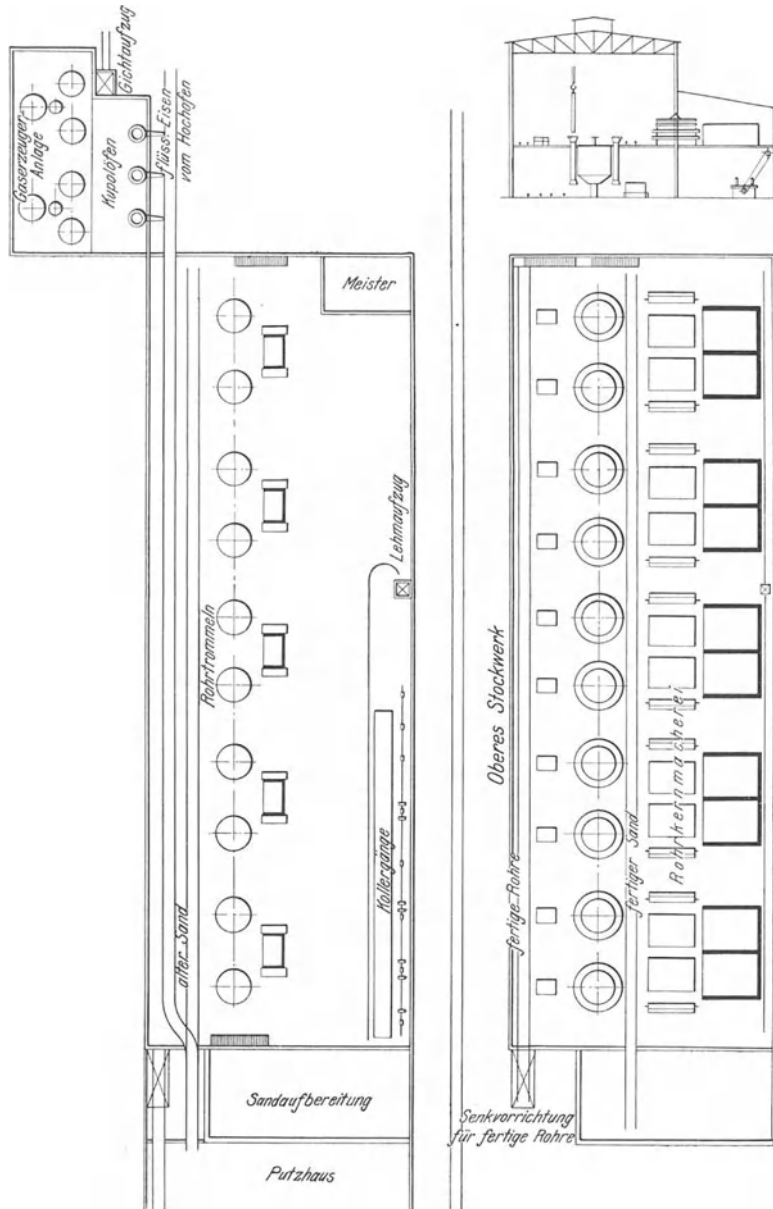 Gaserzeuger-
Anlage
Kupolöfen
Gichtaufzug
flüss. Eisen
vom Hochofen
Meister
Lehmaufzug
Rohrtrommeln
Kollergänge
alter Sand
Sandaufbereitung
Putzhaus
Oberes Stockwerk
fertige Rohre
fertiger Sand
Rohrkernmacherei
Senkvorrichtung
für fertige Rohre